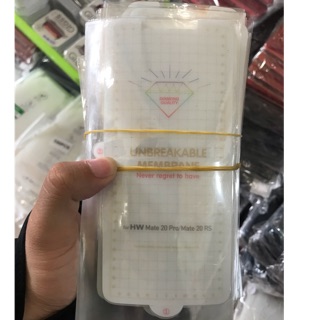 UNBREAKABLE
MEMBRANE
Never regret to have
HW Mate 20 Pro Mate 20 RS